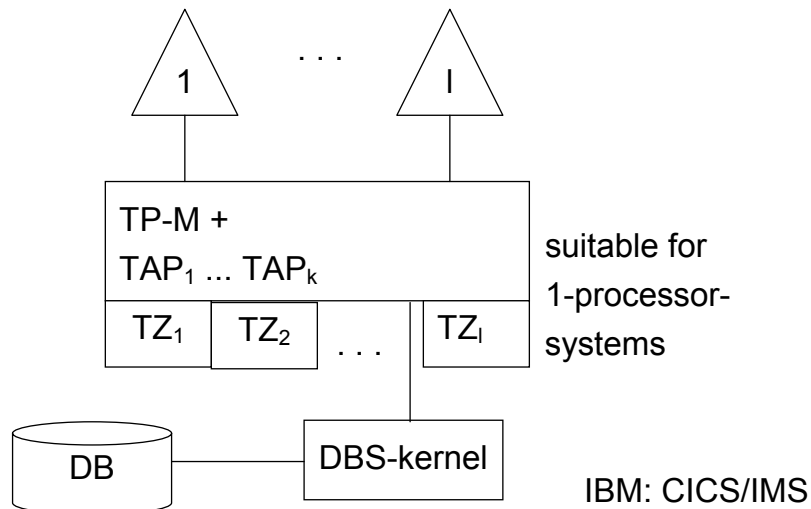 . . .
1
I
TP-M +
TAP₁ ... TAPₖ
suitable for
1-processor-
systems
TZ₁
TZ₂
. . .
TZₗ
DB
DBS-kernel
IBM: CICS/IMS